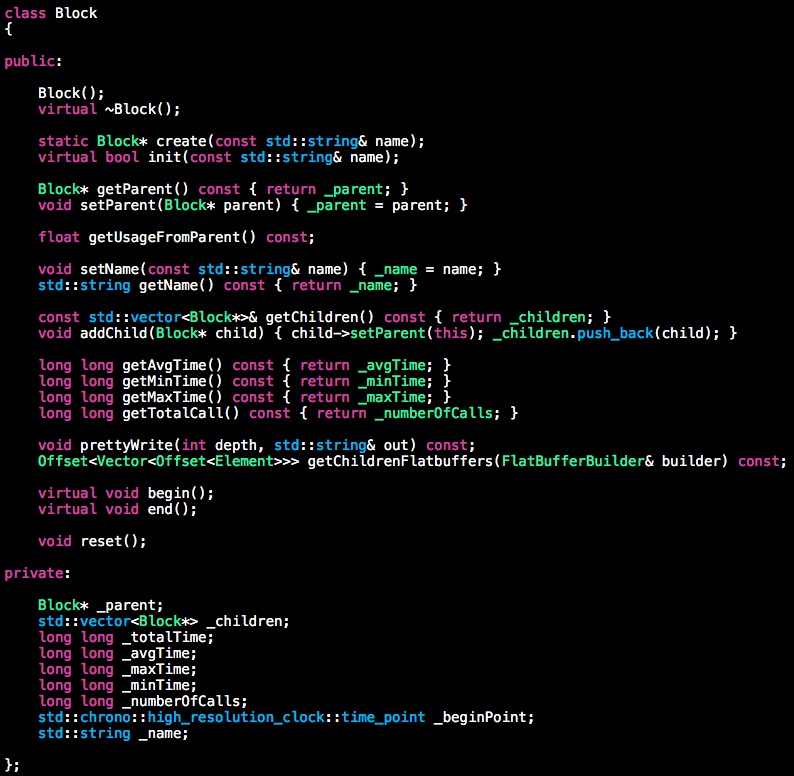 class Block
{
public:
Block();
virtual ~Block();
static Block* create(const std::string& name);
virtual bool init(const std::string& name);
Block* getParent() const { return _parent; }
void setParent(Block* parent) { _parent = parent; }
float getUsageFromParent() const;
void setName(const std::string& name) { _name = name; }
std::string getName() const { return _name; }
const std::vector<Block*>& getChildren() const { return _children; }
void addChild(Block* child) { child->setParent(this); _children.push_back(child); }
long long getAvgTime() const { return _avgTime; }
long long getMinTime() const { return _minTime; }
long long getMaxTime() const { return _maxTime; }
long long getTotalCall() const { return _numberOfCalls; }
void prettyWrite(int depth, std::string& out) const;
Offset<Vector<Offset<Element>>> getChildrenFlatbuffers(FlatBufferBuilder& builder) const;
virtual void begin();
virtual void end();
void reset();
private:
Block* _parent;
std::vector<Block*> _children;
long long _totalTime;
long long _avgTime;
long long _maxTime;
long long _minTime;
long long _numberOfCalls;
std::chrono::high_resolution_clock::time_point _beginPoint;
std::string _name;
};